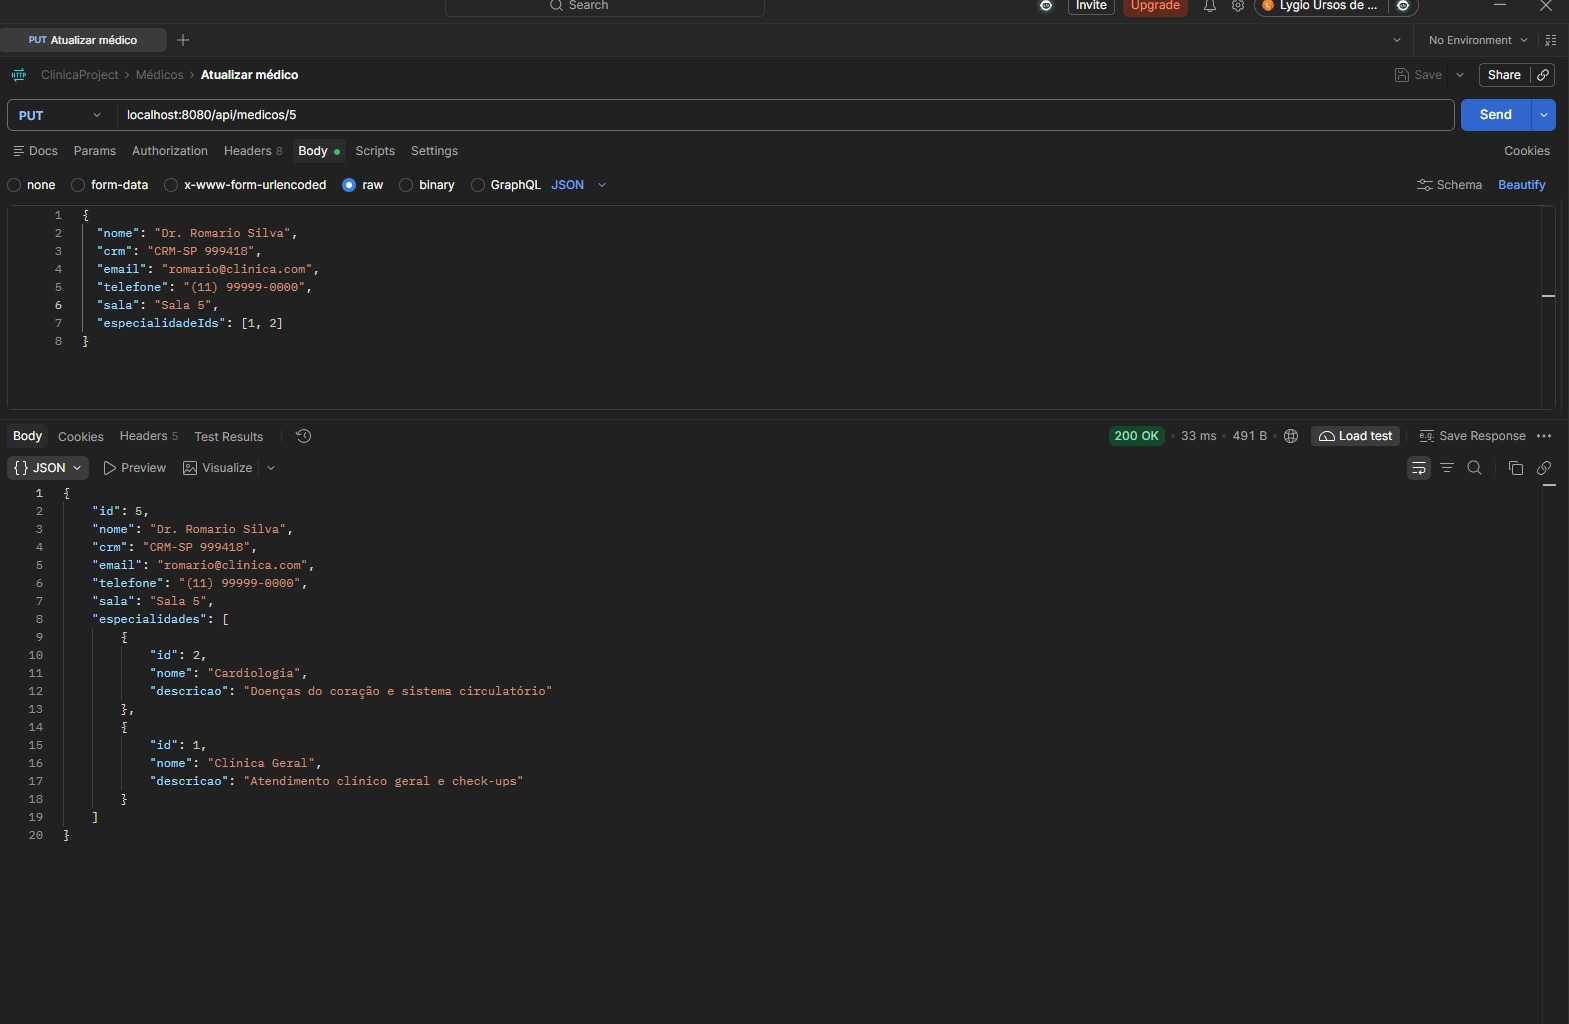 Search
Invite
Upgrade
L
Lygio Ursos de ...
PUT Atualizar médico
No Environment
HTTP
ClinicaProject > Médicos > Atualizar médico
Save
Share
PUT
localhost:8080/api/medicos/5
Send
Docs
Params
Authorization
Headers 8
Body
Scripts
Settings
Cookies
none
form-data
x-www-form-urlencoded
raw
binary
GraphQL
JSON
Schema
Beautify
1 {
2 "nome": "Dr. Romario Silva",
3 "crm": "CRM-SP 999418",
4 "email": "romario@clinica.com",
5 "telefone": "(11) 99999-0000",
6 "sala": "Sala 5",
7 "especialidadeIds": [1, 2]
8 }
Body
Cookies
Headers 5
Test Results
200 OK
33 ms
491 B
Load test
e.g. Save Response
{} JSON
Preview
Visualize
1 {
2 "id": 5,
3 "nome": "Dr. Romario Silva",
4 "crm": "CRM-SP 999418",
5 "email": "romario@clinica.com",
6 "telefone": "(11) 99999-0000",
7 "sala": "Sala 5",
8 "especialidades": [
9 {
10 "id": 2,
11 "nome": "Cardiologia",
12 "descricao": "Doenças do coração e sistema circulatório"
13 },
14 {
15 "id": 1,
16 "nome": "Clínica Geral",
17 "descricao": "Atendimento clínico geral e check-ups"
18 }
19 ]
20 }